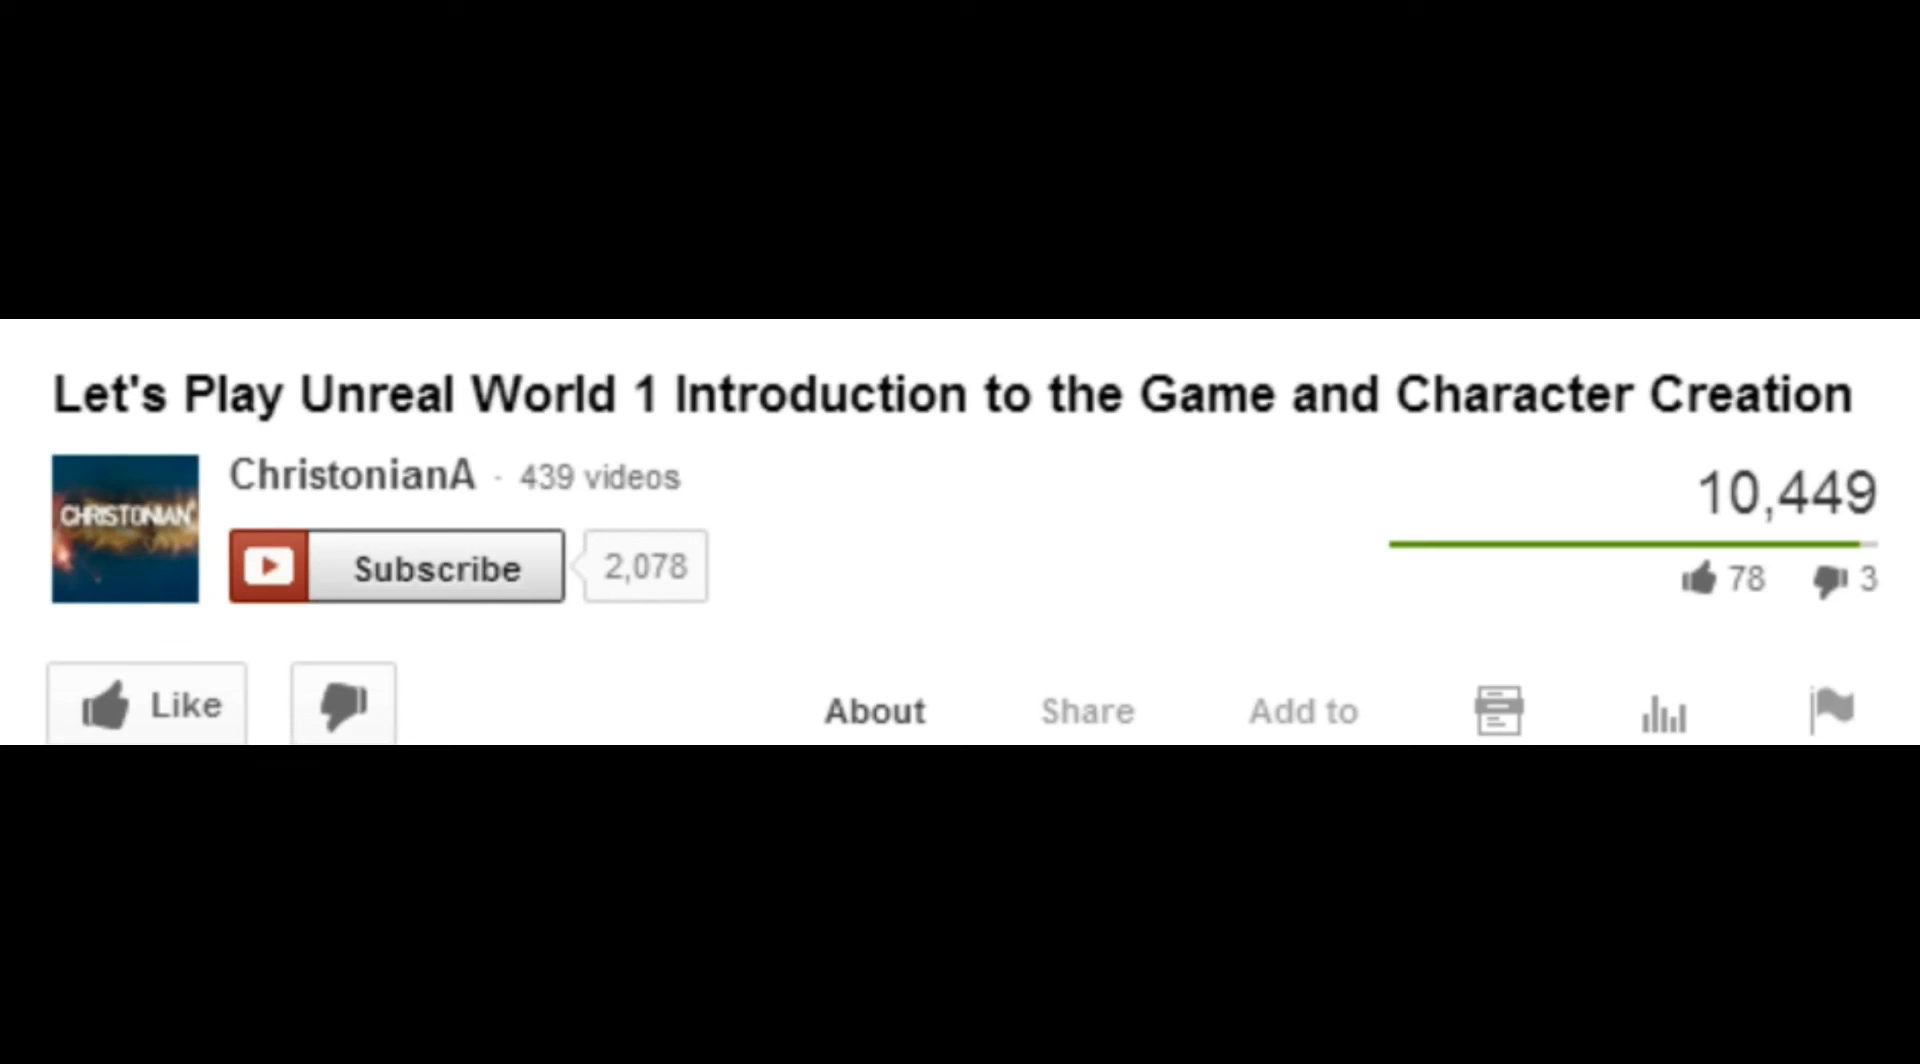 Let's Play Unreal World 1 Introduction to the Game and Character Creation
CHRISTONIAN
ChristonianA · 439 videos
Subscribe 2,078
10,449
78 3
Like
About Share Add to